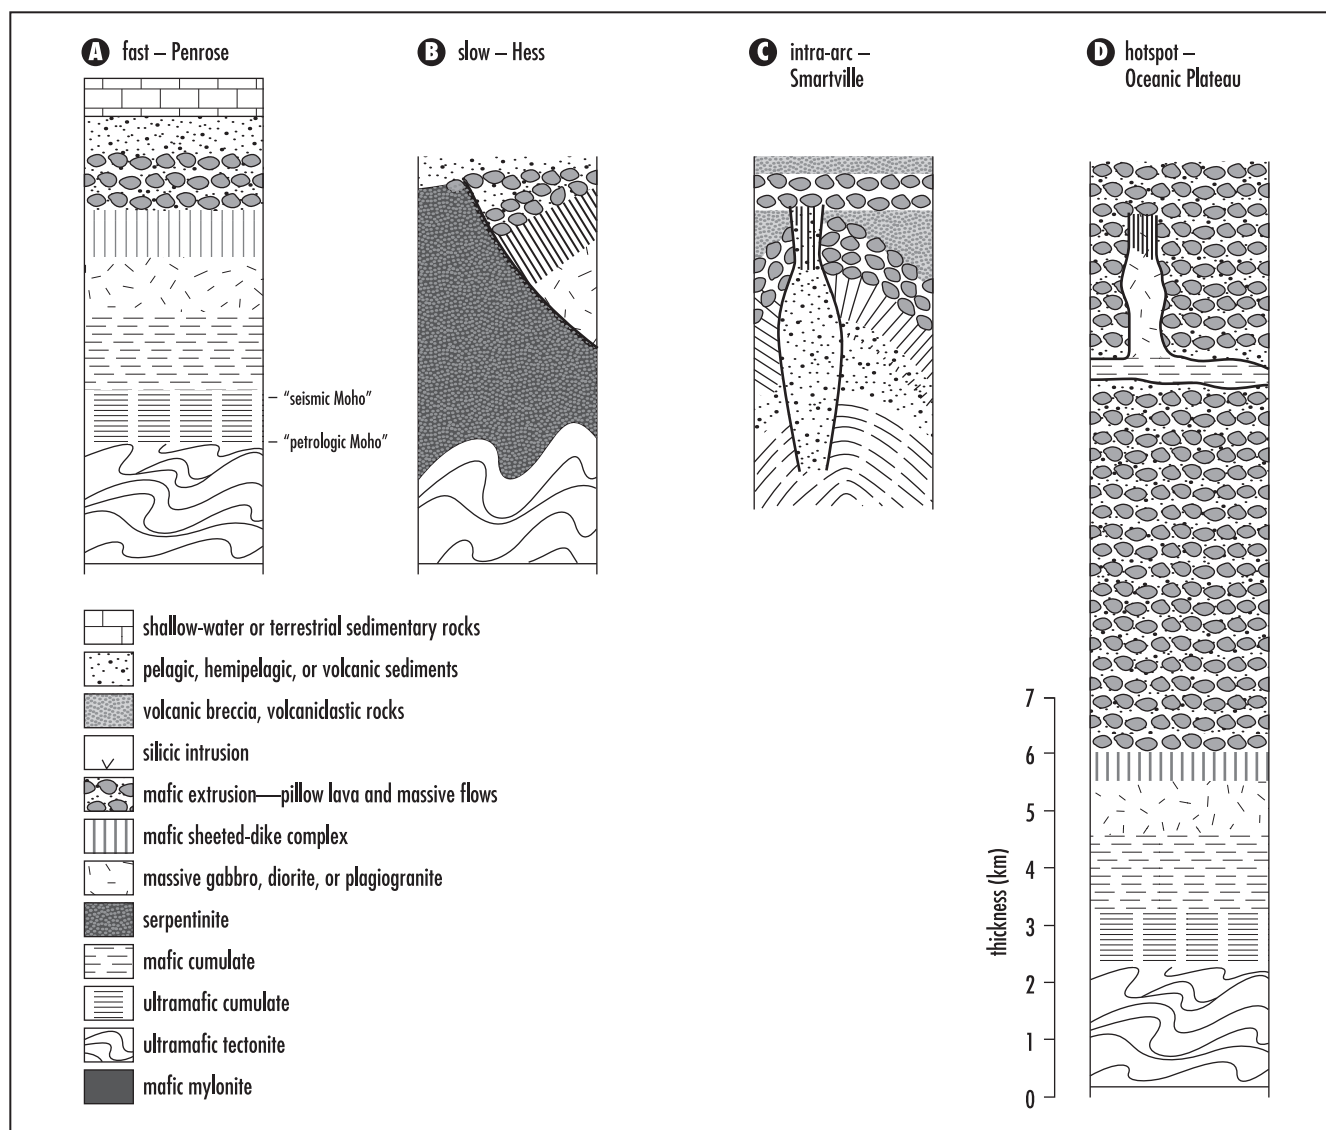 A fast – Penrose
B slow – Hess
C intra-arc –
Smartville
D hotspot –
Oceanic Plateau
“seismic Moho”
“petrologic Moho”
shallow-water or terrestrial sedimentary rocks
pelagic, hemipelagic, or volcanic sediments
volcanic breccia, volcaniclastic rocks
silicic intrusion
mafic extrusion—pillow lava and massive flows
mafic sheeted-dike complex
massive gabbro, diorite, or plagiogranite
serpentinite
mafic cumulate
ultramafic cumulate
ultramafic tectonite
mafic mylonite
thickness (km)
7
6
5
4
3
2
1
0